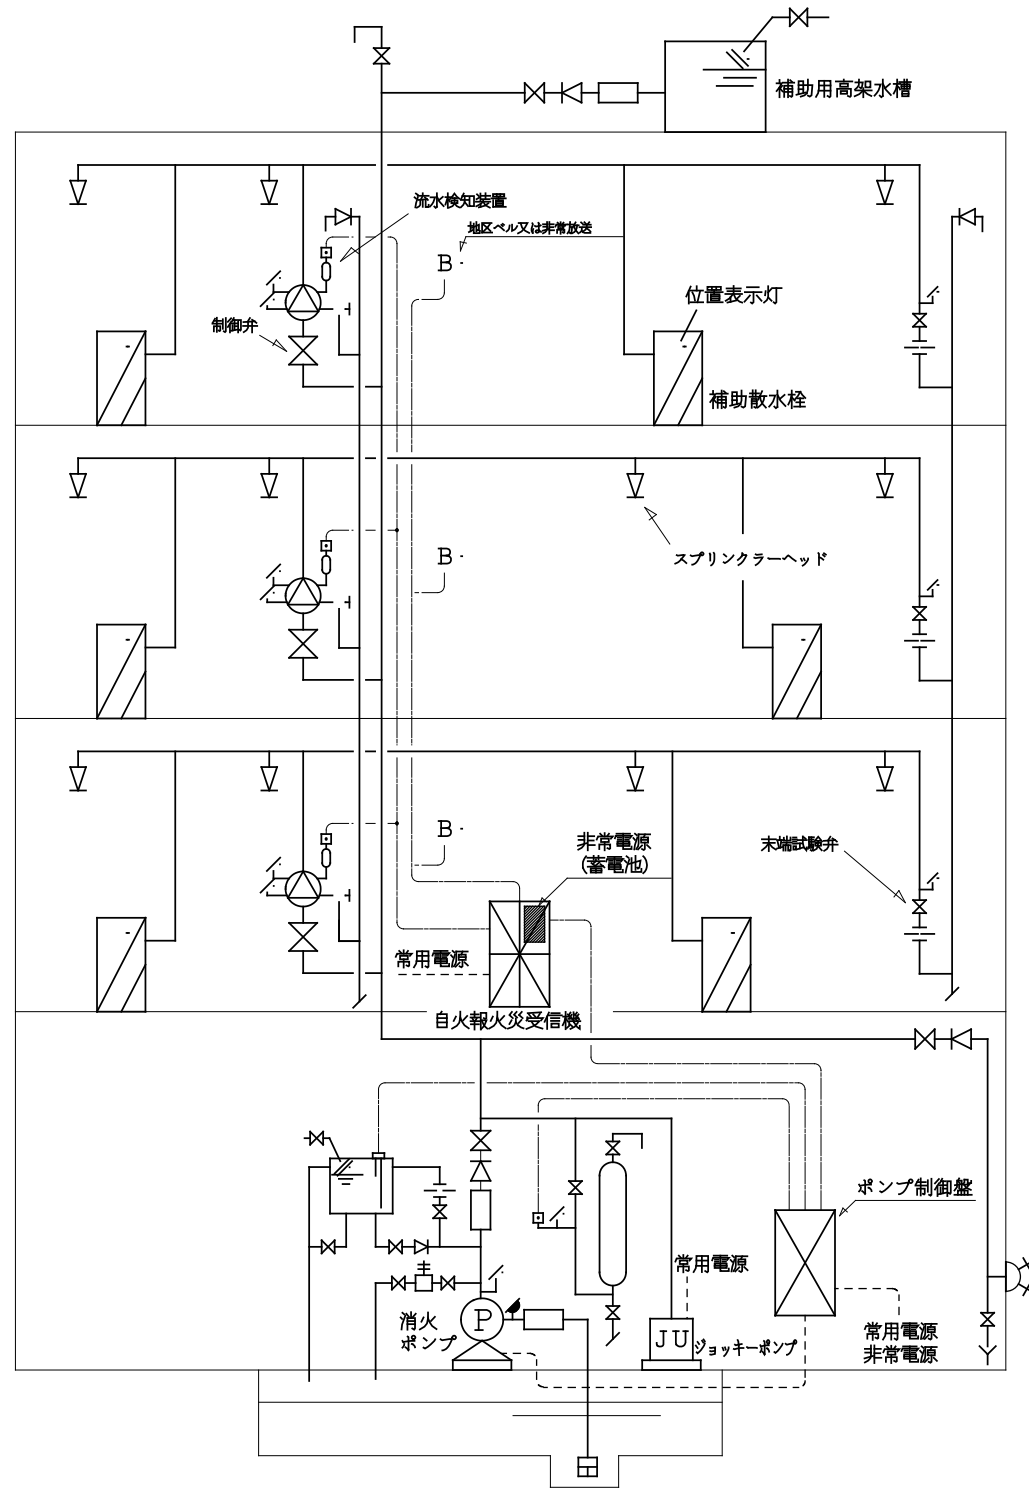 補助用高架水槽
流水検知装置
地区ベル又は非常放送
B
位置表示灯
制御弁
補助散水栓
B
スプリンクラーヘッド
B
非常電源
(蓄電池)
末端試験弁
常用電源
自火報火災受信機
ポンプ制御盤
常用電源
消火
ポンプ
P
JU
ジョッキーポンプ
常用電源
非常電源